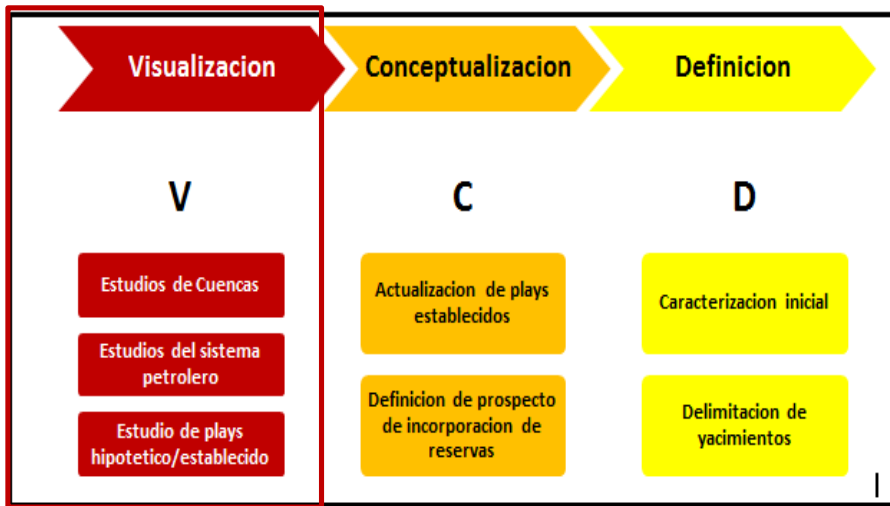 Visualizacion
Conceptualizacion
Definicion
V
C
D
Estudios de Cuencas
Estudios del sistema
petrolero
Estudio de plays
hipotetico/establecido
Actualizacion de plays
establecidos
Definicion de prospecto
de incorporacion de
reservas
Caracterizacion inicial
Delimitacion de
yacimientos